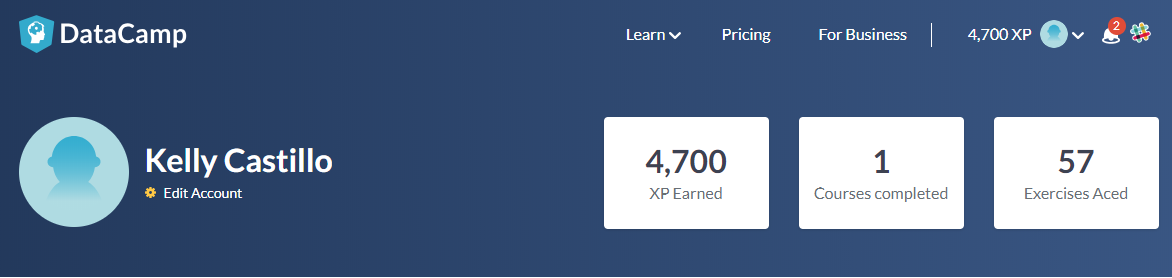 DataCamp
Learn
Pricing
For Business
4,700 XP
2
Kelly Castillo
Edit Account
4,700
XP Earned
1
Courses completed
57
Exercises Aced